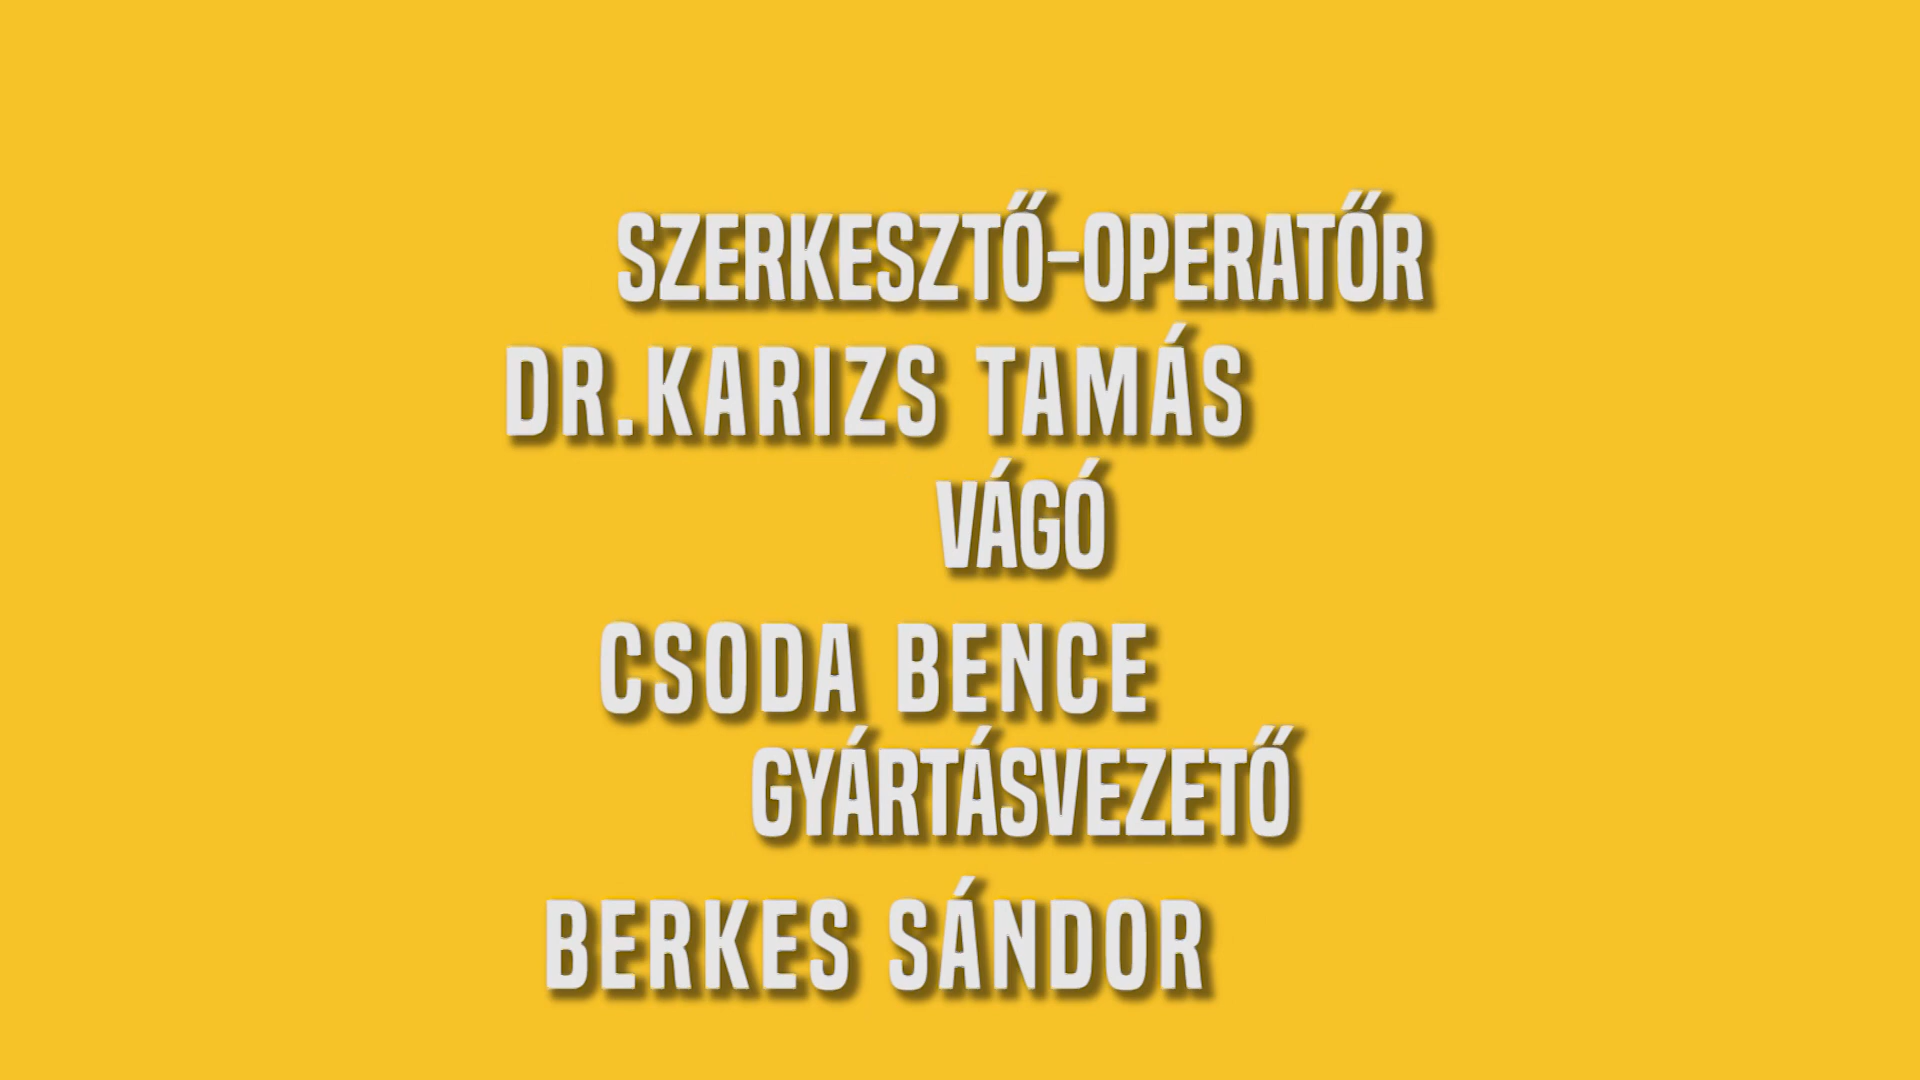 SZERKESZTŐ-OPERATŐR
DR.KARIZS TAMÁS
VÁGÓ
CSODA BENCE
GYÁRTÁSVEZETŐ
BERKES SÁNDOR